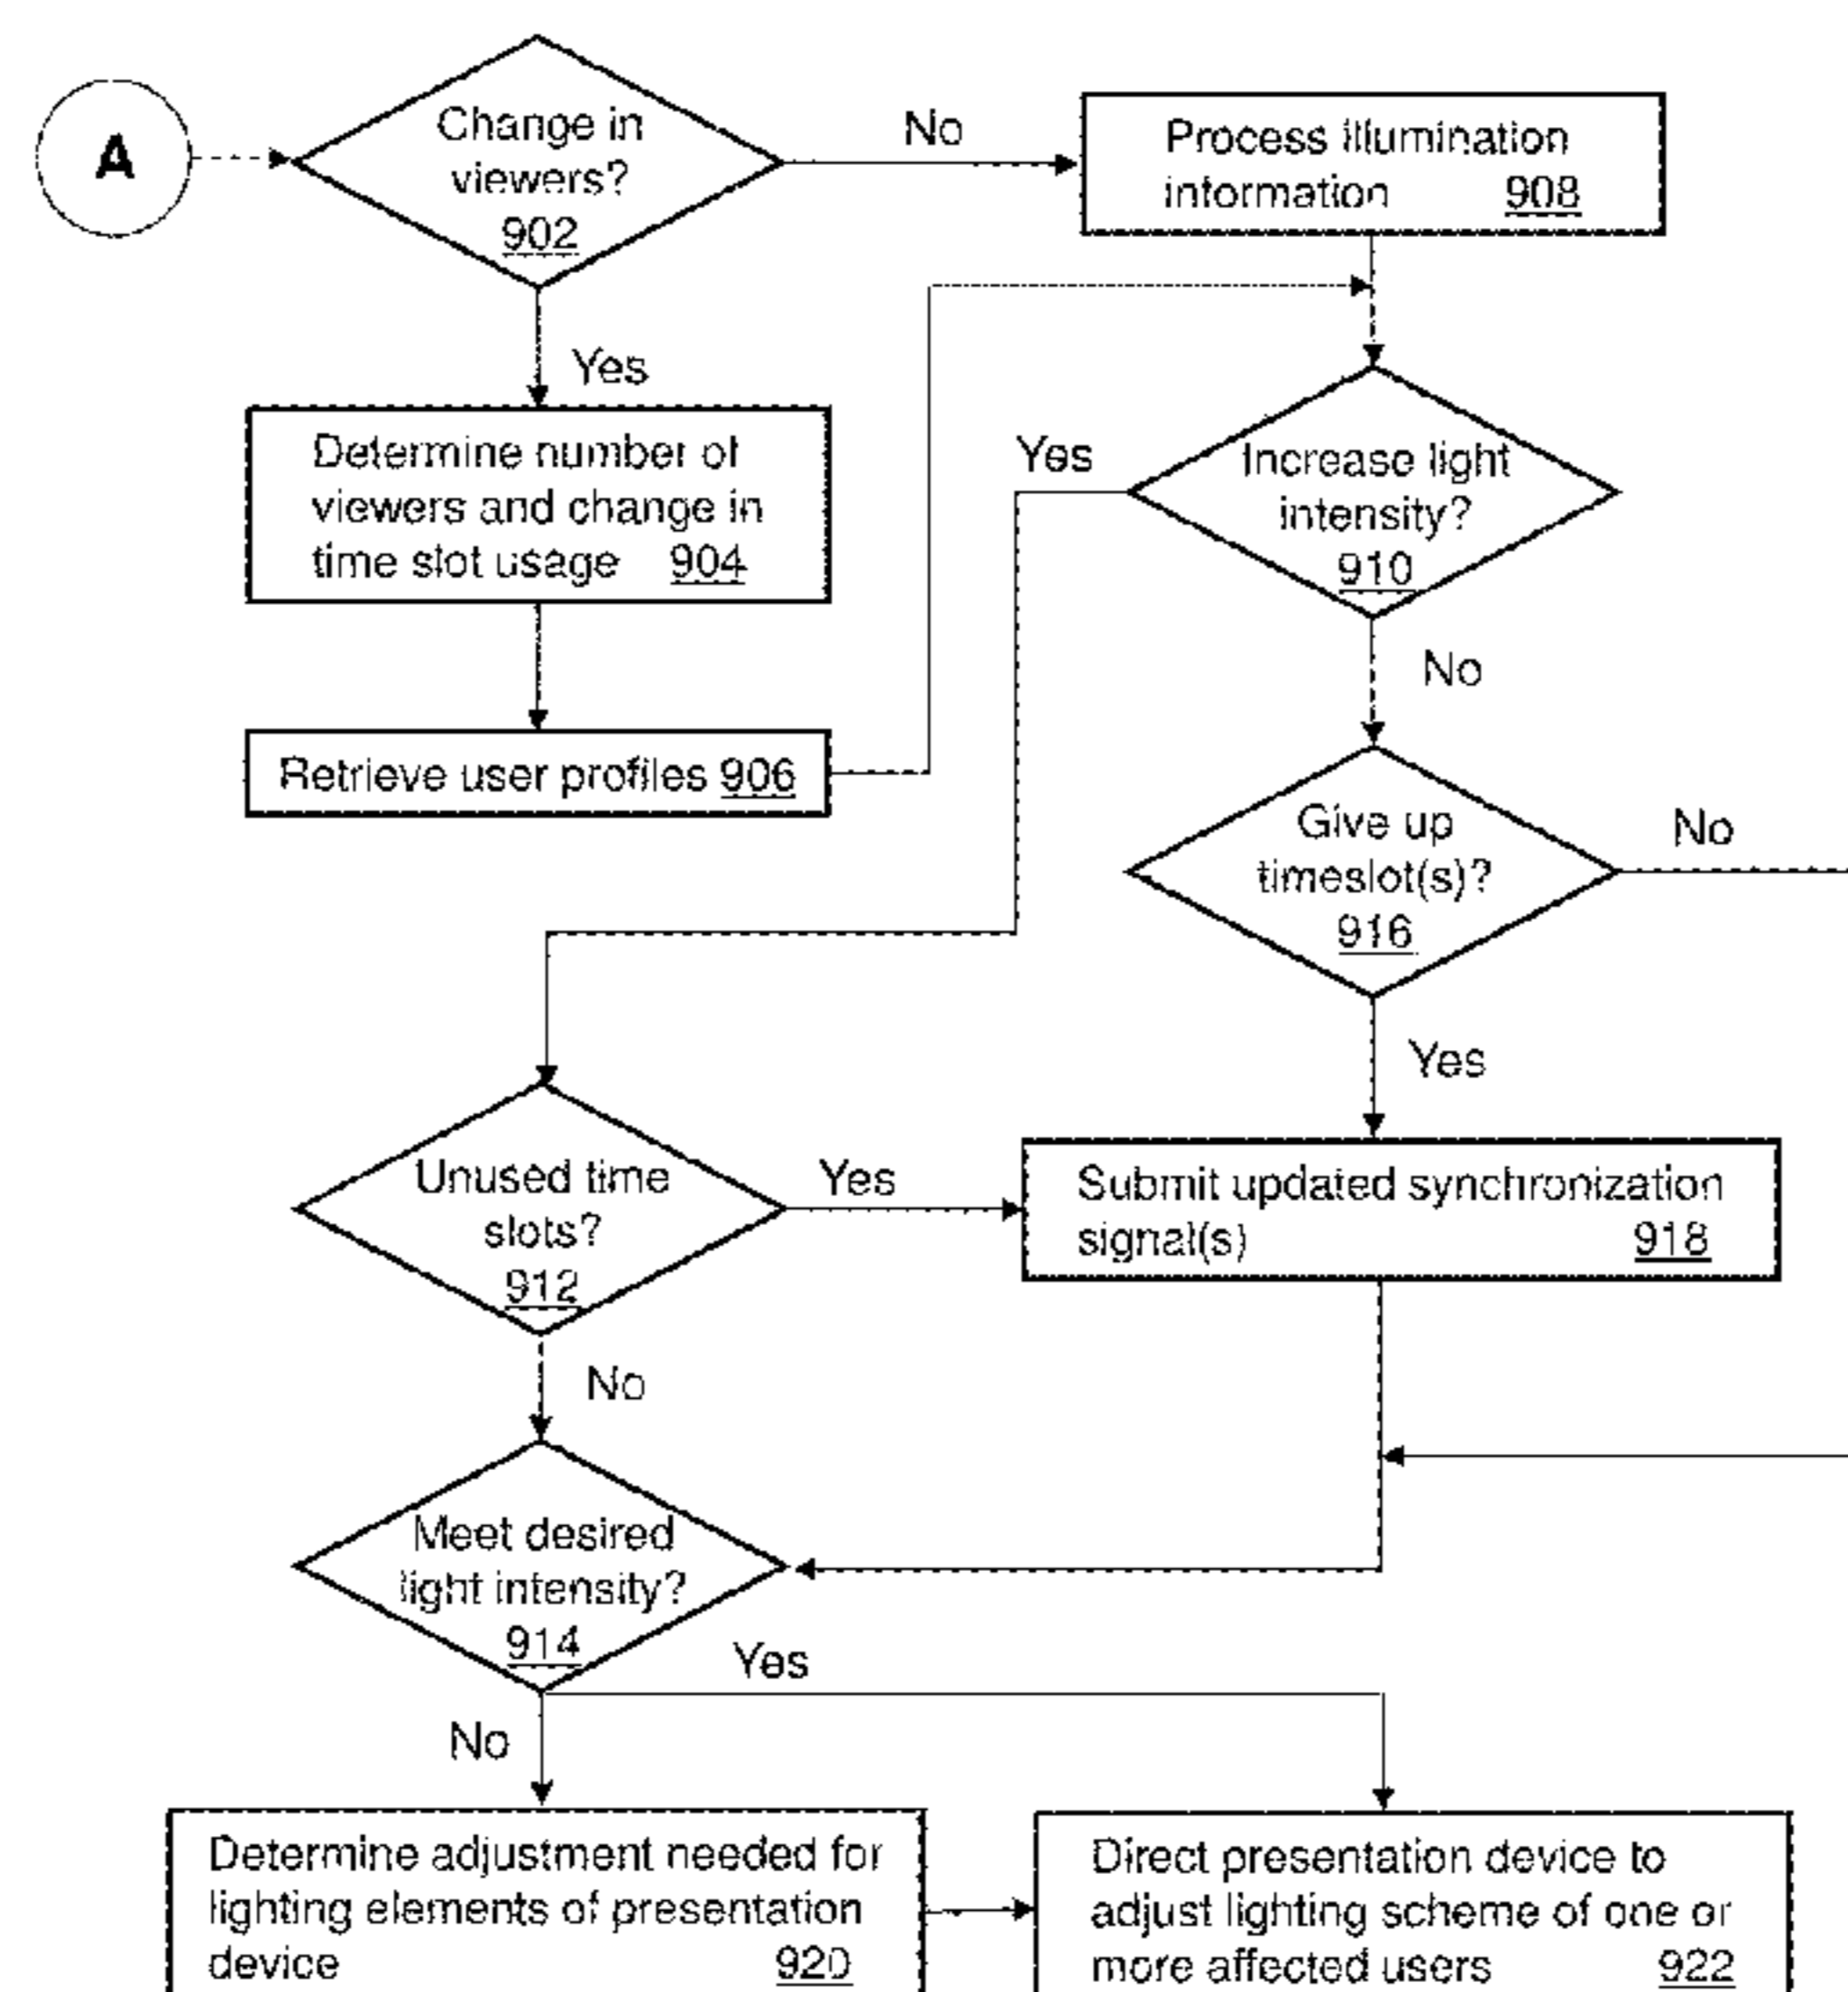 A
Change in
viewers?
902
No
Process illumination
information 908
Yes
Determine number of
viewers and change in
time slot usage 904
Retrieve user profiles 906
Yes
Increase light
intensity?
910
No
Give up
timeslot(s)?
916
No
Yes
Unused time
slots?
912
Yes
Submit updated synchronization
signal(s) 918
No
Meet desired
light intensity?
914
Yes
No
Determine adjustment needed for
lighting elements of presentation
device 920
Direct presentation device to
adjust lighting scheme of one or
more affected users 922